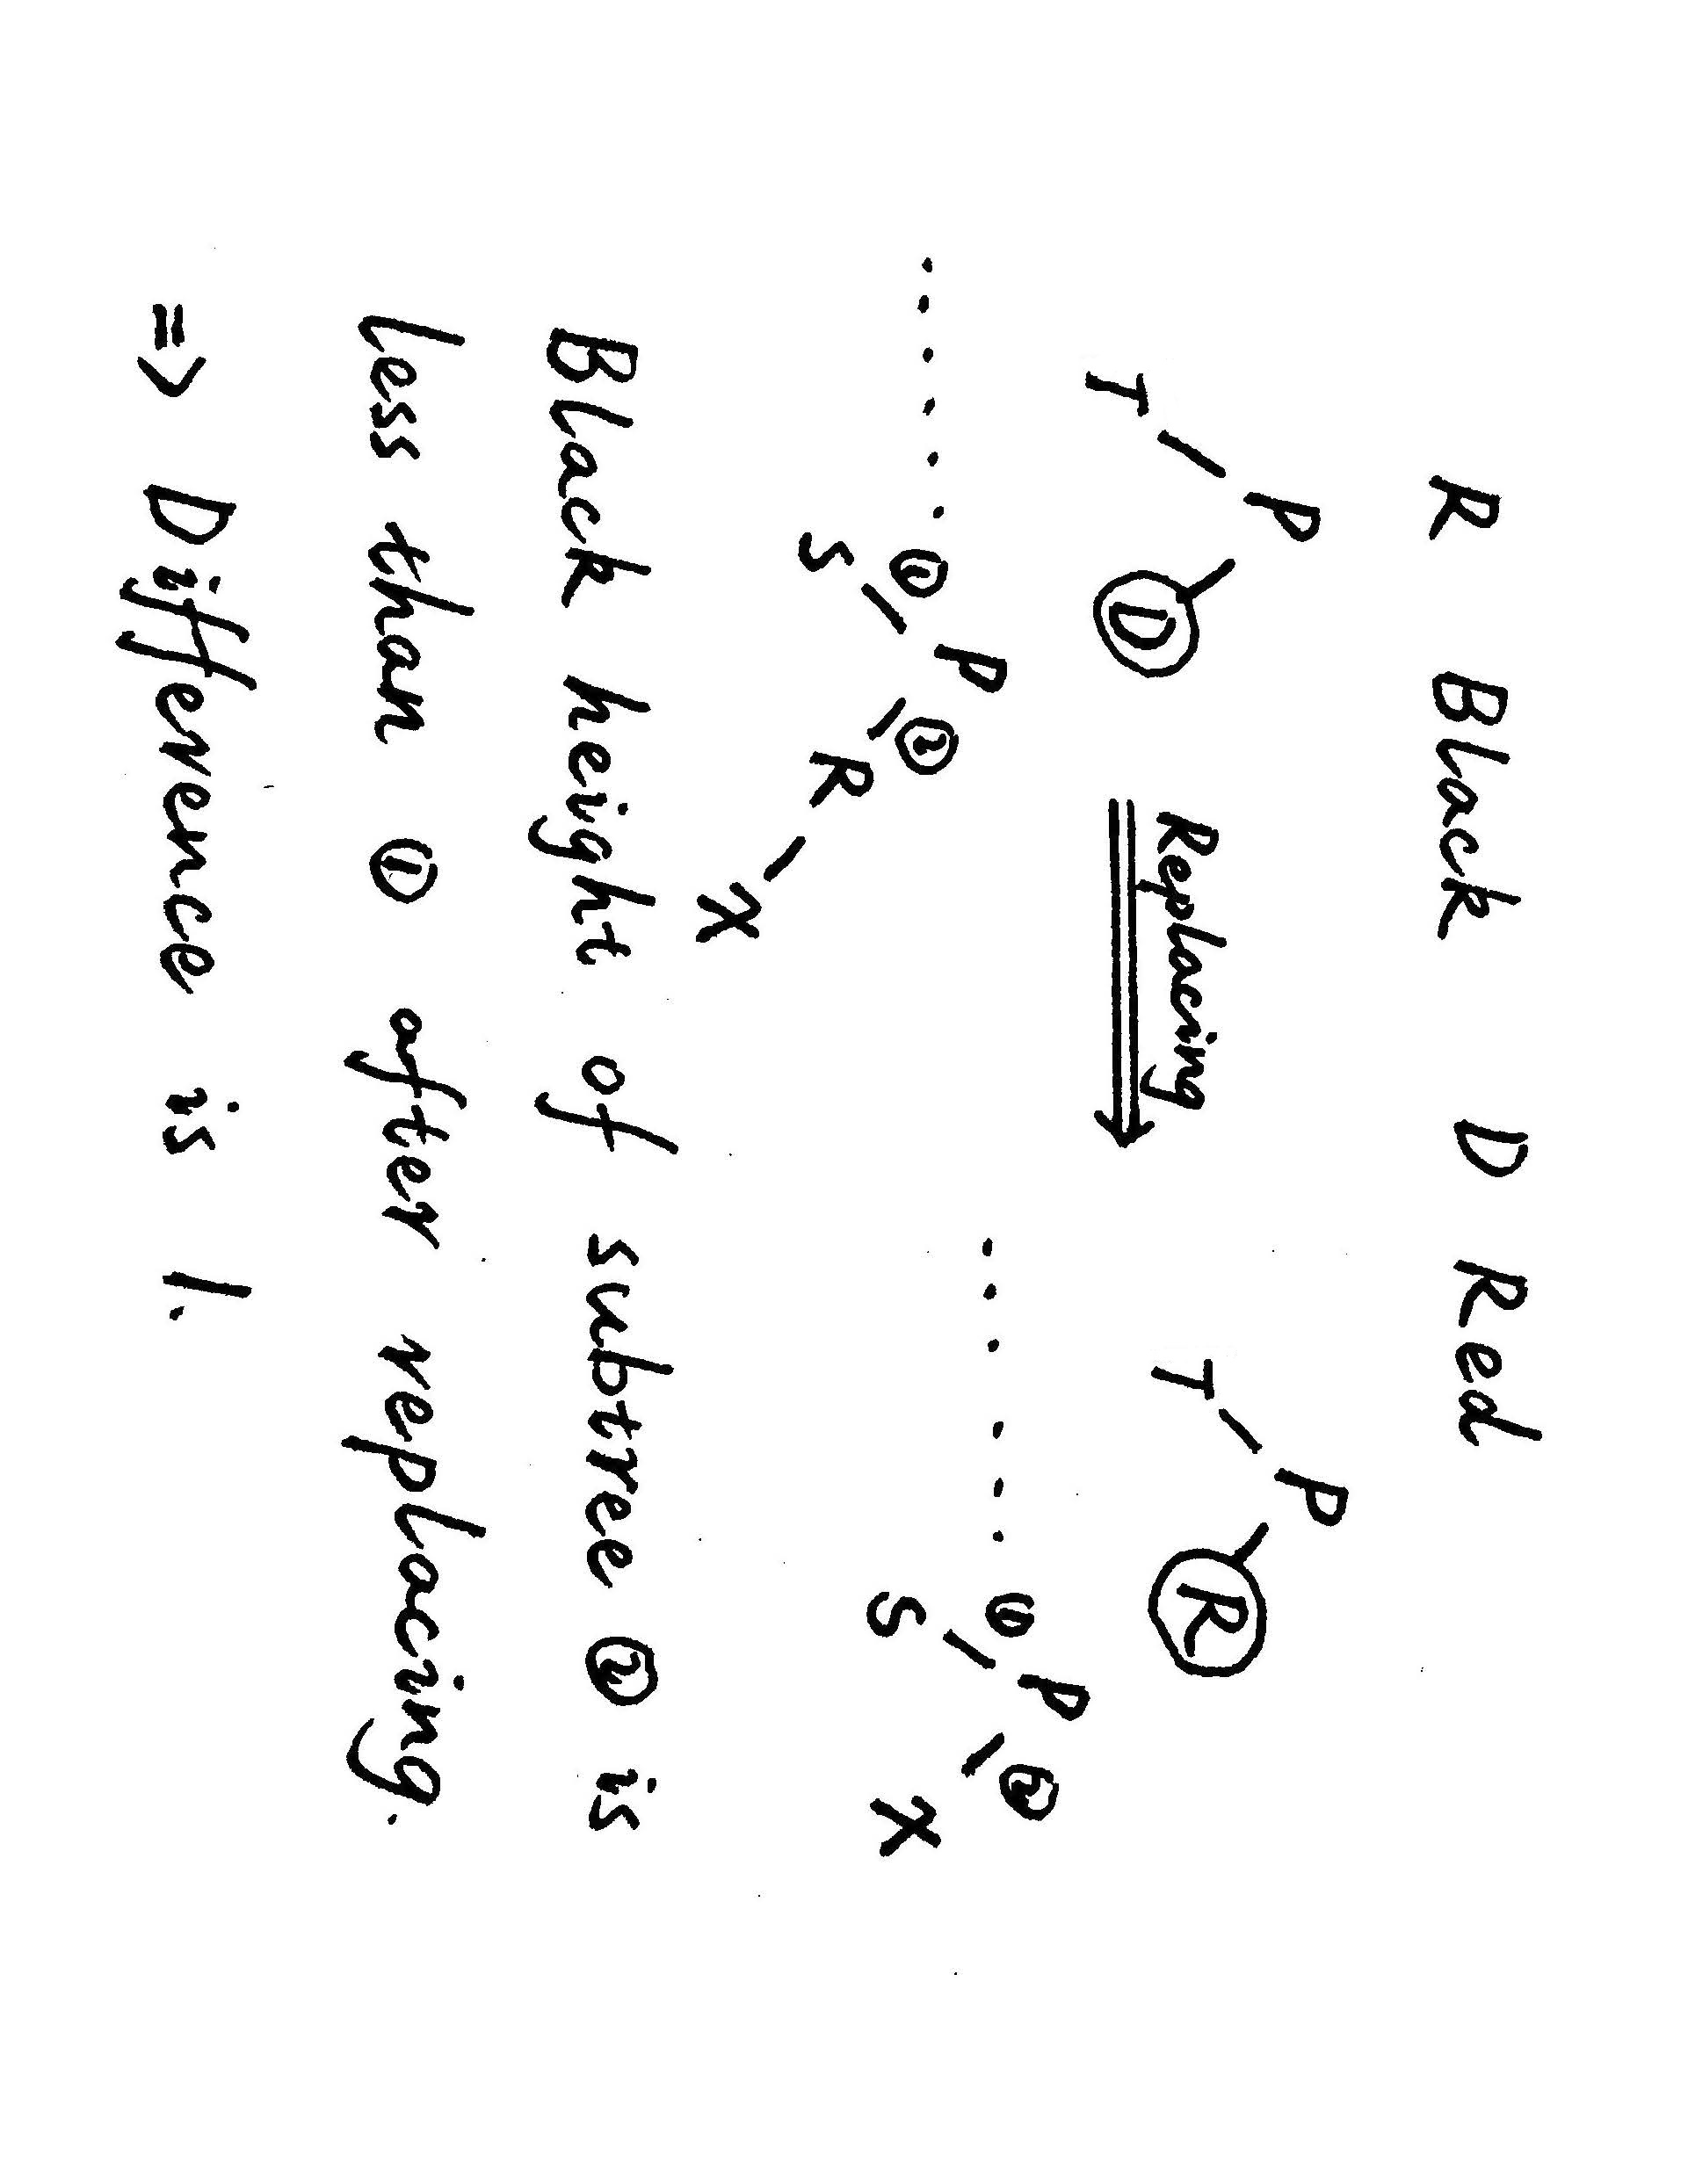 R Black D Red
P P
Replacing
T D T R
P P
① ② ① ②
S R S X
X
Black height of subtree ② is
less than ① after replacing.
=> Difference is 1.